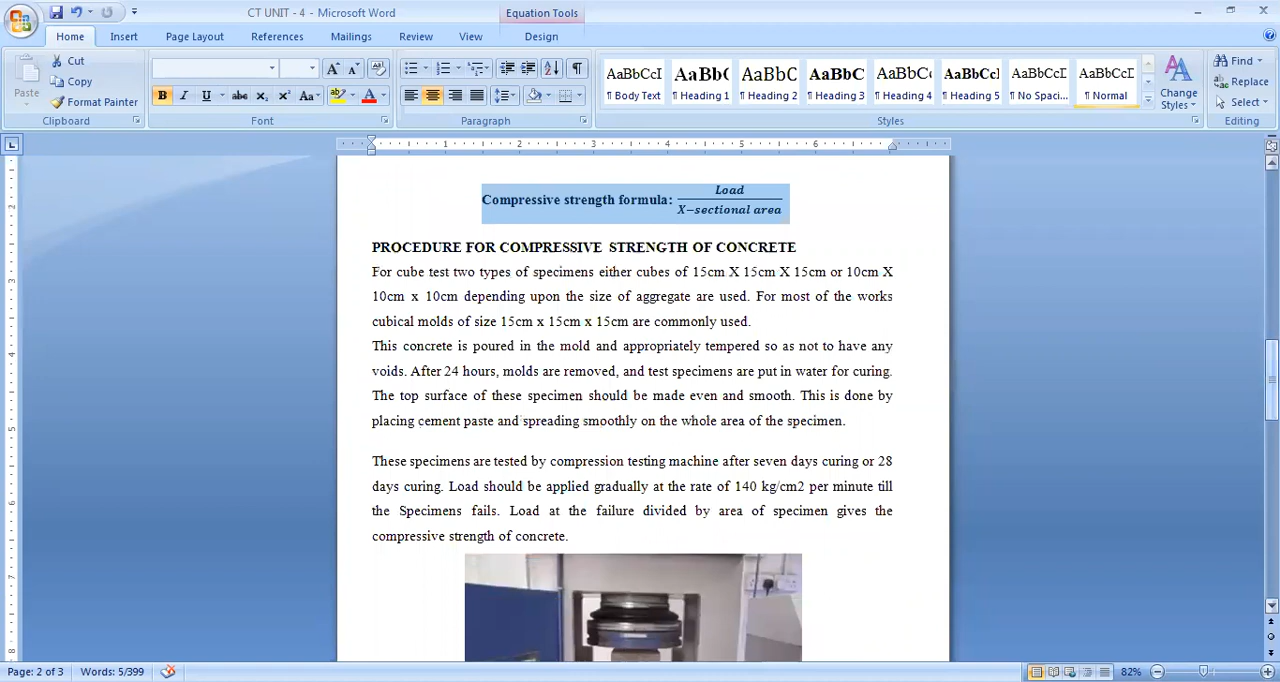 CT UNIT - 4 - Microsoft Word
Equation Tools
Home Insert Page Layout References Mailings Review View Design
Paste
Cut
Copy
Format Painter
Clipboard
Font
Paragraph
AaBbCcI AaBb( AaBbC AaBbC AaBbC AaBbCcl AaBbCcD AaBbCcD
¶ Body Text ¶ Heading 1 ¶ Heading 2 ¶ Heading 3 ¶ Heading 4 ¶ Heading 5 ¶ No Spaci... ¶ Normal
Change
Styles
Styles
Find
Replace
Select
Editing
1 2 3 4 5 6
Compressive strength formula: Load
X−sectional area
PROCEDURE FOR COMPRESSIVE STRENGTH OF CONCRETE
For cube test two types of specimens either cubes of 15cm X 15cm X 15cm or 10cm X
10cm x 10cm depending upon the size of aggregate are used. For most of the works
cubical molds of size 15cm x 15cm x 15cm are commonly used.
This concrete is poured in the mold and appropriately tempered so as not to have any
voids. After 24 hours, molds are removed, and test specimens are put in water for curing.
The top surface of these specimen should be made even and smooth. This is done by
placing cement paste and spreading smoothly on the whole area of the specimen.
These specimens are tested by compression testing machine after seven days curing or 28
days curing. Load should be applied gradually at the rate of 140 kg/cm2 per minute till
the Specimens fails. Load at the failure divided by area of specimen gives the
compressive strength of concrete.
Page: 2 of 3 Words: 5/399 82%